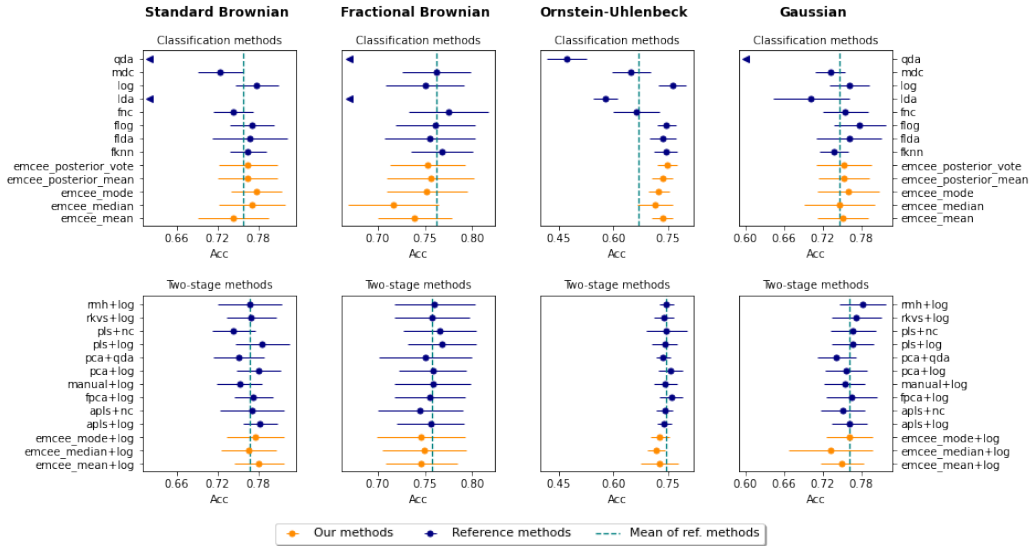 Standard Brownian Fractional Brownian Ornstein-Uhlenbeck Gaussian
Classification methods Classification methods Classification methods Classification methods
qda qda
mdc mdc
log log
lda lda
fnc fnc
flog flog
flda flda
fknn fknn
emcee_posterior_vote emcee_posterior_vote
emcee_posterior_mean emcee_posterior_mean
emcee_mode emcee_mode
emcee_median emcee_median
emcee_mean emcee_mean
0.66 0.72 0.78 0.70 0.75 0.80 0.45 0.60 0.75 0.60 0.66 0.72 0.78
Acc Acc Acc Acc
Two-stage methods Two-stage methods Two-stage methods Two-stage methods
rmh+log rmh+log
rkvs+log rkvs+log
pls+nc pls+nc
pls+log pls+log
pca+qda pca+qda
pca+log pca+log
manual+log manual+log
fpca+log fpca+log
apls+nc apls+nc
apls+log apls+log
emcee_mode+log emcee_mode+log
emcee_median+log emcee_median+log
emcee_mean+log emcee_mean+log
0.66 0.72 0.78 0.70 0.75 0.80 0.45 0.60 0.75 0.60 0.66 0.72 0.78
Acc Acc Acc Acc
Our methods Reference methods Mean of ref. methods